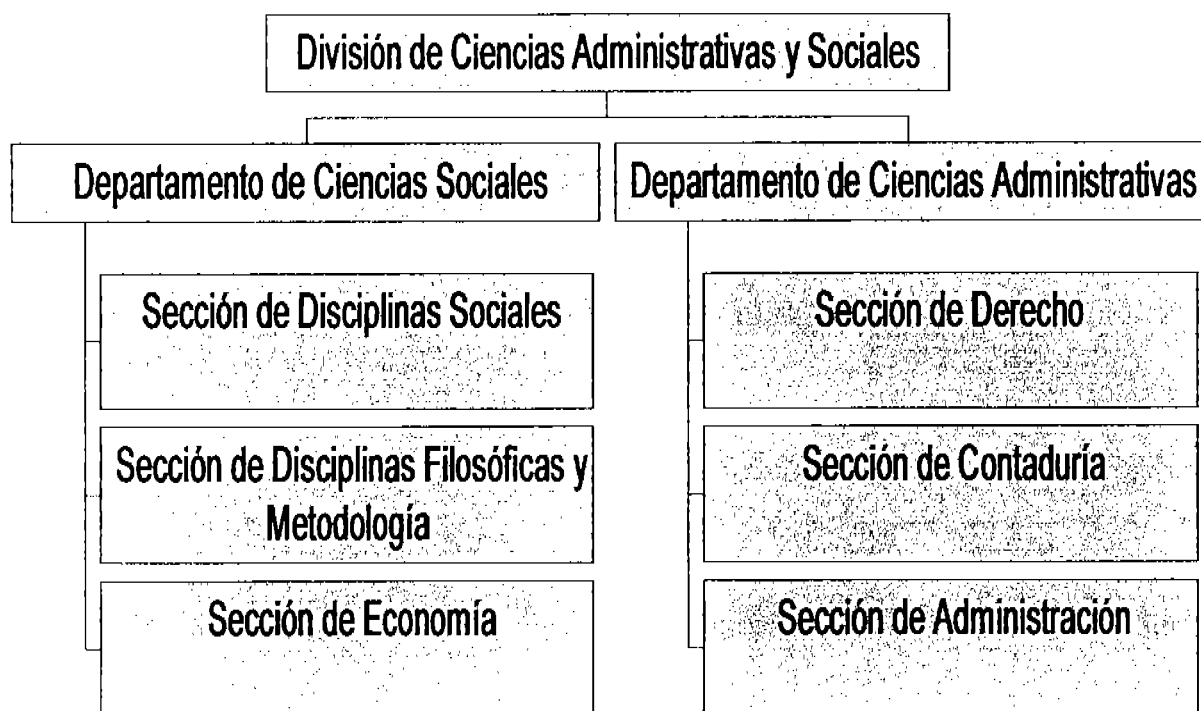 División de Ciencias Administrativas y Sociales
Departamento de Ciencias Sociales
Departamento de Ciencias Administrativas
Sección de Disciplinas Sociales
Sección de Disciplinas Filosóficas y
Metodología
Sección de Economía
Sección de Derecho
Sección de Contaduría
Sección de Administración